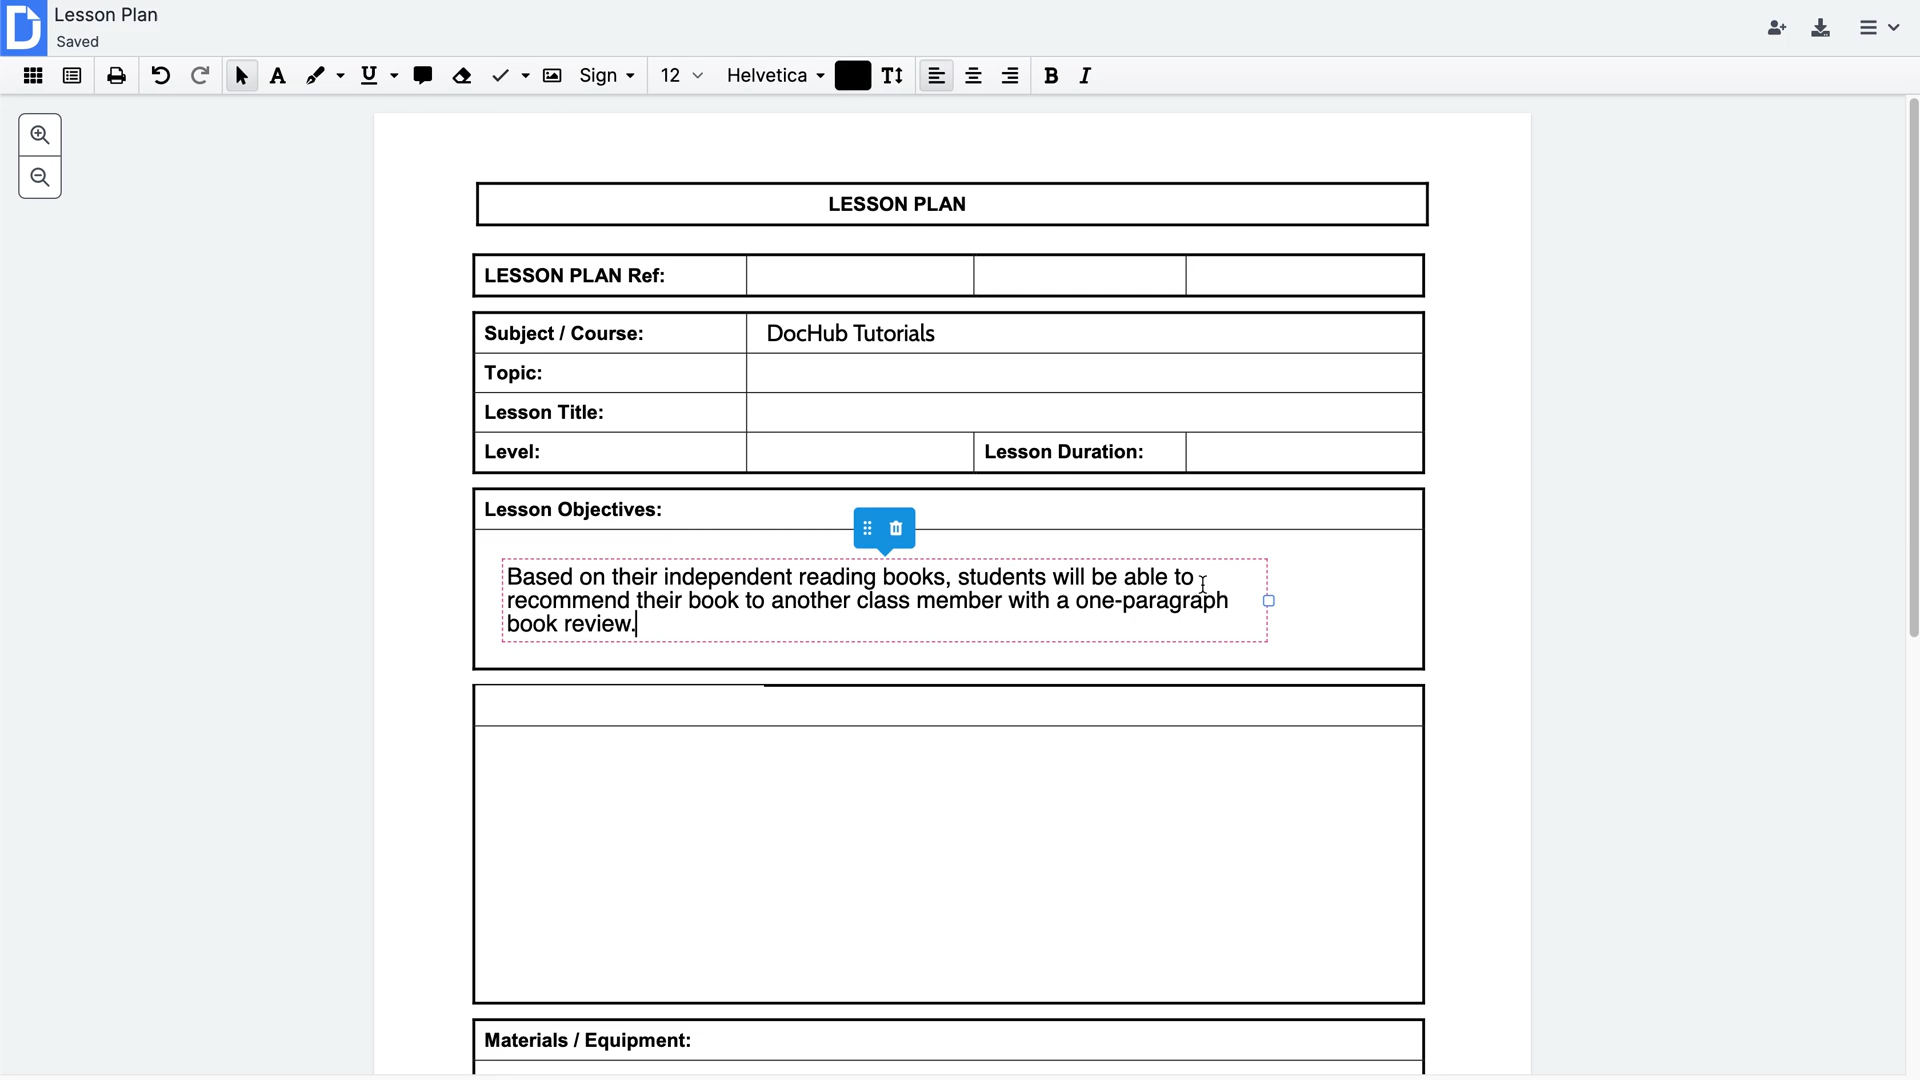 Lesson Plan
Saved
Sign
12
Helvetica
B I
LESSON PLAN
LESSON PLAN Ref:
Subject / Course: DocHub Tutorials
Topic:
Lesson Title:
Level: Lesson Duration:
Lesson Objectives:
Based on their independent reading books, students will be able to
recommend their book to another class member with a one-paragraph
book review.
Materials / Equipment: